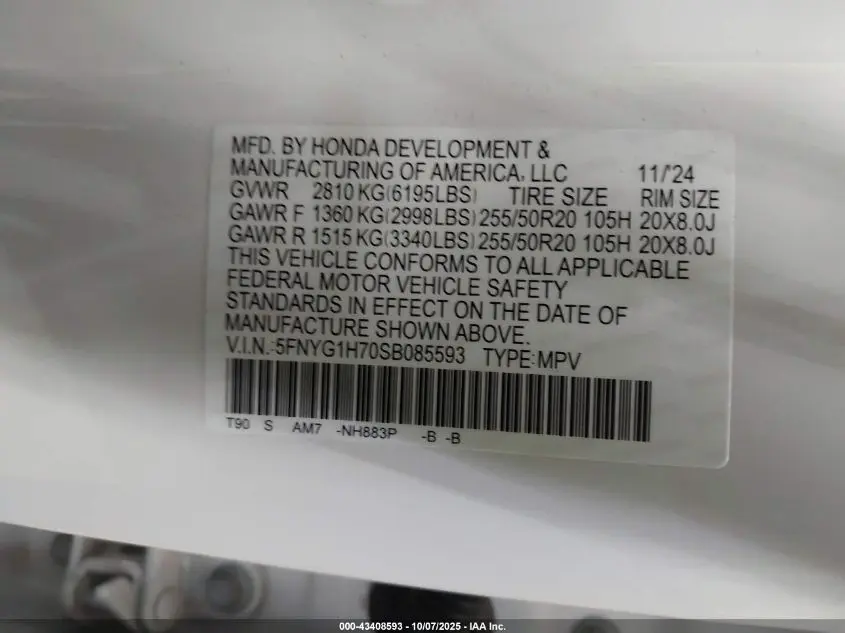 MFD. BY HONDA DEVELOPMENT &
MANUFACTURING OF AMERICA, LLC 11/'24
GVWR 2810 KG(6195LBS) TIRE SIZE RIM SIZE
GAWR F 1360 KG(2998LBS) 255/50R20 105H 20X8.0J
GAWR R 1515 KG(3340LBS) 255/50R20 105H 20X8.0J
THIS VEHICLE CONFORMS TO ALL APPLICABLE
FEDERAL MOTOR VEHICLE SAFETY
STANDARDS IN EFFECT ON THE DATE OF
MANUFACTURE SHOWN ABOVE.
V.I.N.:5FNYG1H70SB085593 TYPE:MPV
T90 S AM7 -NH883P -B -B
000-43408593 - 10/07/2025 - IAA Inc.